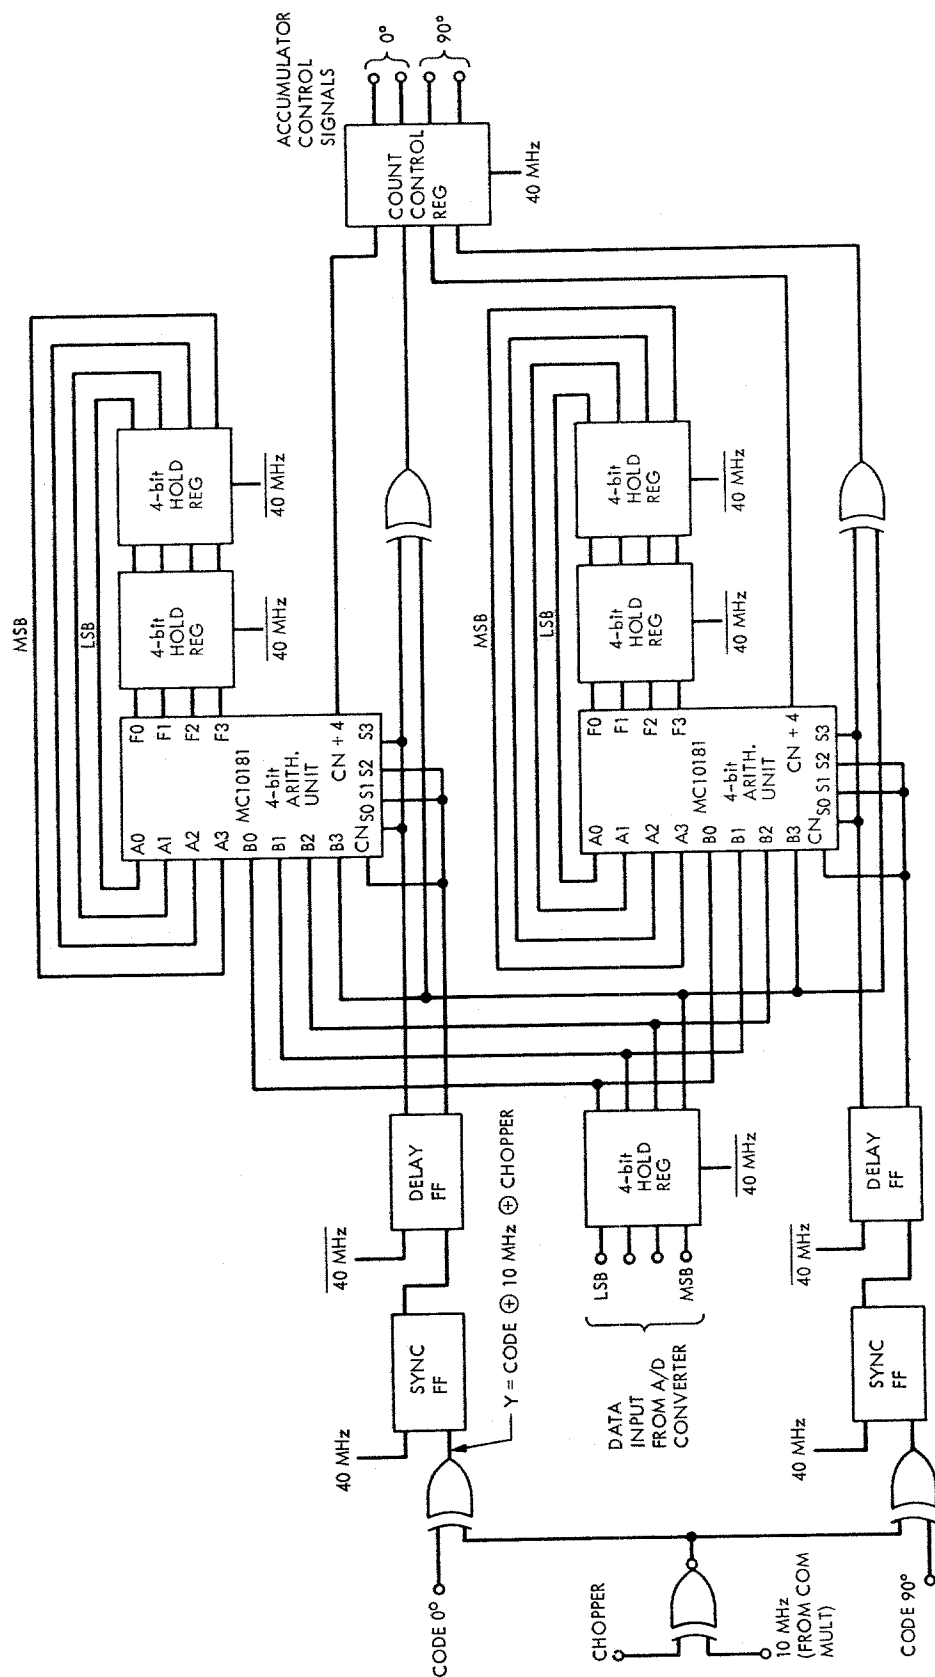 ACCUMULATOR
CONTROL
SIGNALS
0°
90°
COUNT
CONTROL
REG
40 MHz
MSB
LSB
4-bit
HOLD
REG
40 MHz
4-bit
HOLD
REG
40 MHz
F0
F1
F2
F3
MC10181
4-bit
ARITH.
UNIT
CN + 4
A0
A1
A2
A3
B0
B1
B2
B3
CN
S0
S1
S2
S3
MSB
LSB
4-bit
HOLD
REG
40 MHz
4-bit
HOLD
REG
40 MHz
F0
F1
F2
F3
MC10181
4-bit
ARITH.
UNIT
CN + 4
A0
A1
A2
A3
B0
B1
B2
B3
CN
S0
S1
S2
S3
40 MHz
DELAY
FF
40 MHz
SYNC
FF
Y = CODE ⊕ 10 MHz ⊕ CHOPPER
4-bit
HOLD
REG
40 MHz
LSB
MSB
DATA
INPUT
FROM A/D
CONVERTER
40 MHz
DELAY
FF
40 MHz
SYNC
FF
CODE 0°
CHOPPER
10 MHz
(FROM COM
MULT)
CODE 90°